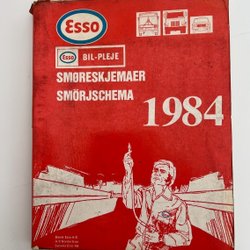 Esso
Esso BIL-PLEJE
SMØRESKJEMAER
SMÖRJSCHEMA
1984